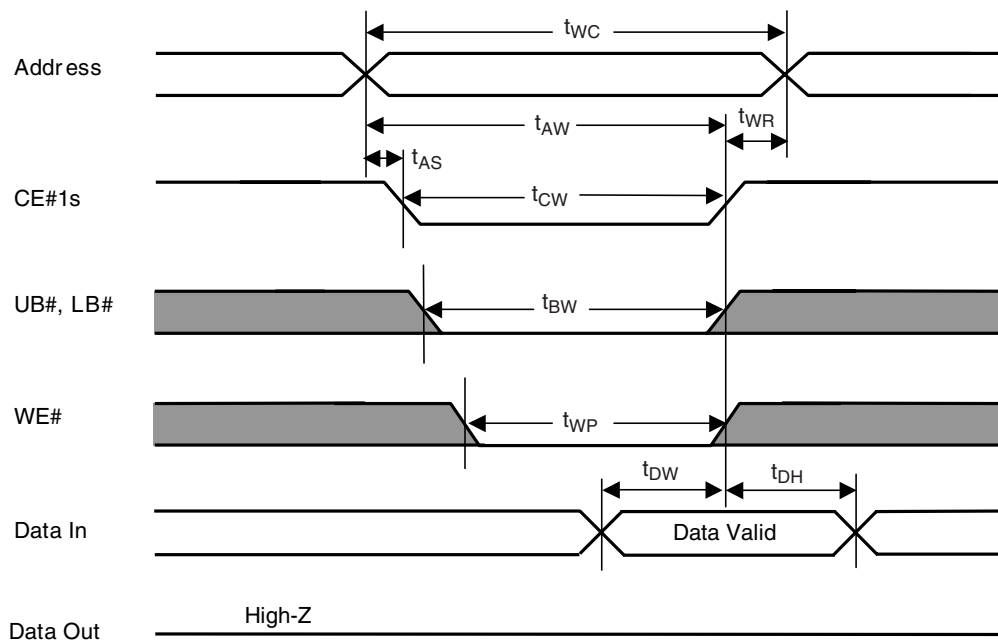 tWC
Address
tAW
tWR
tAS
CE#1s
tCW
UB#, LB#
tBW
WE#
tWP
tDW
tDH
Data In
Data Valid
High-Z
Data Out